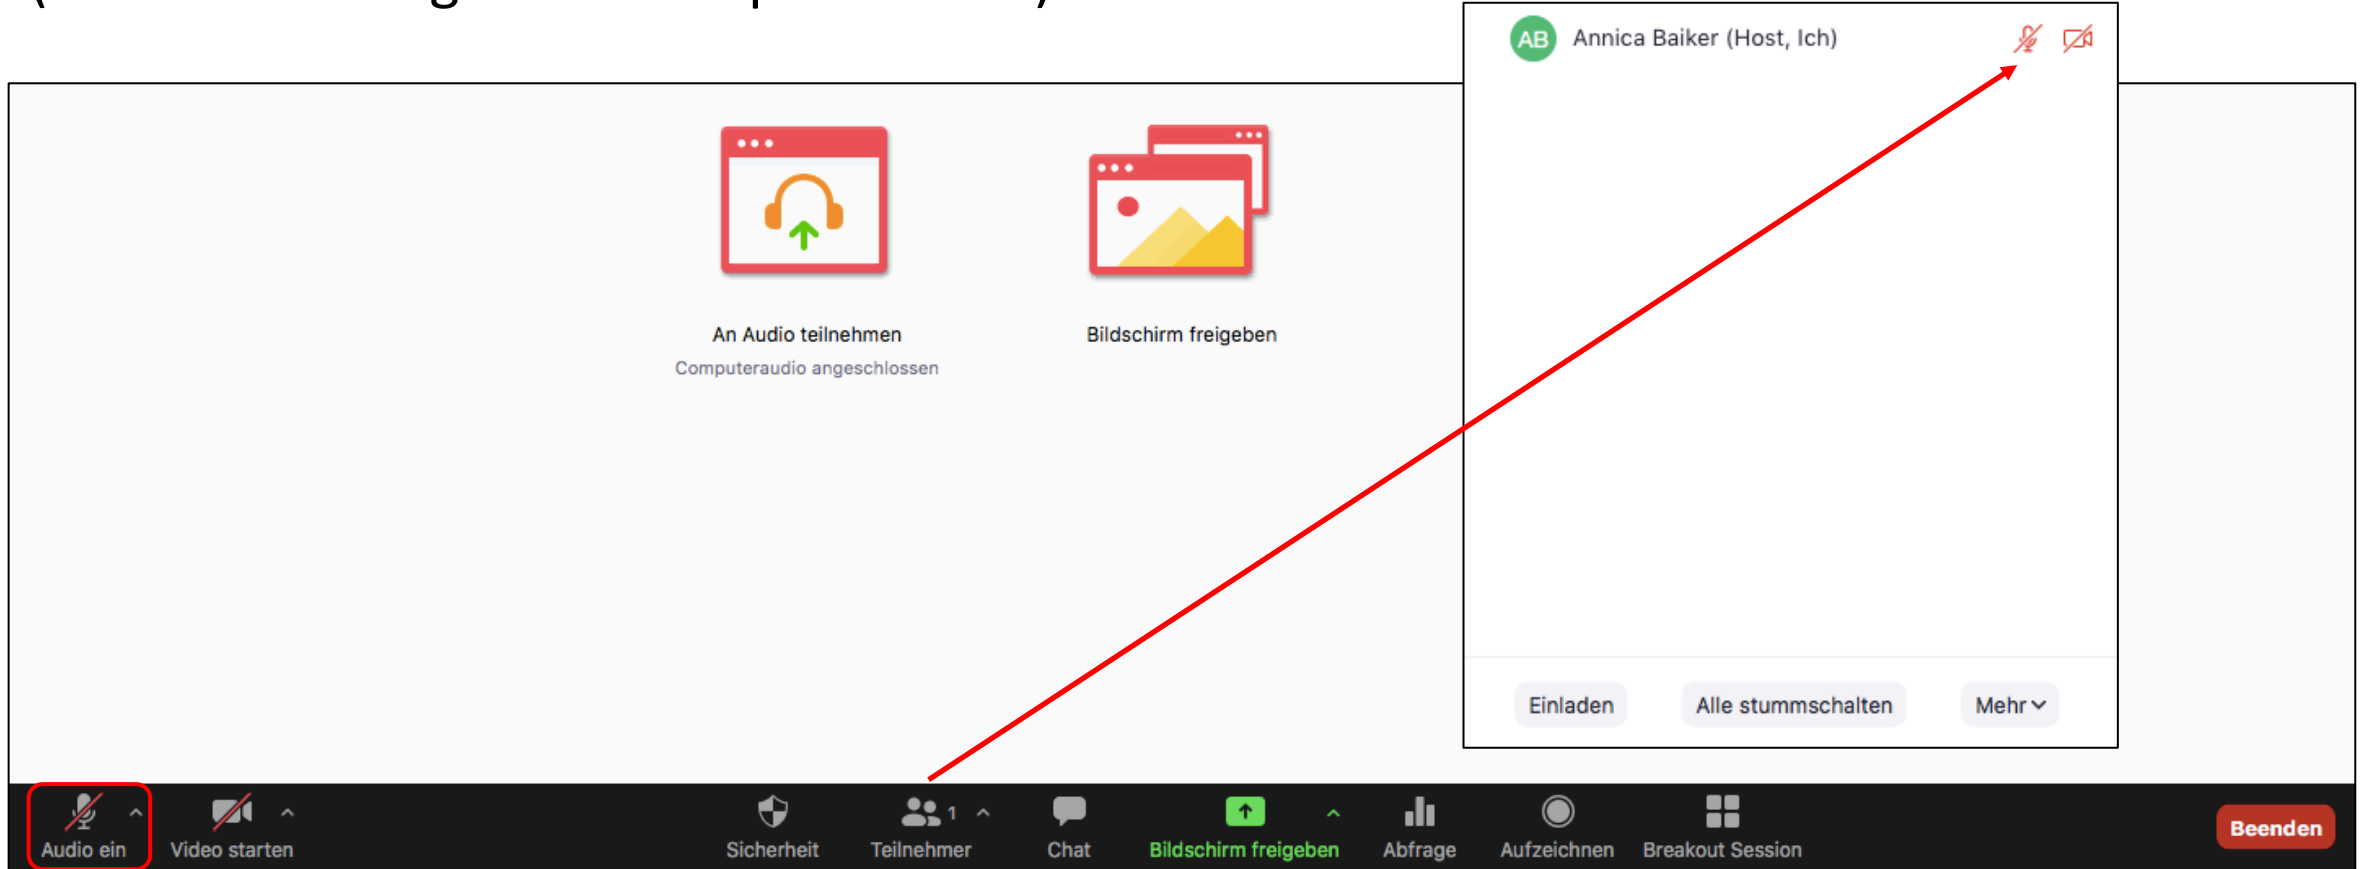 AB Annica Baiker (Host, Ich)
An Audio teilnehmen
Computeraudio angeschlossen
Bildschirm freigeben
Einladen
Alle stummschalten
Mehr
Audio ein
Video starten
Sicherheit
1
Teilnehmer
Chat
Bildschirm freigeben
Abfrage
Aufzeichnen
Breakout Session
Beenden